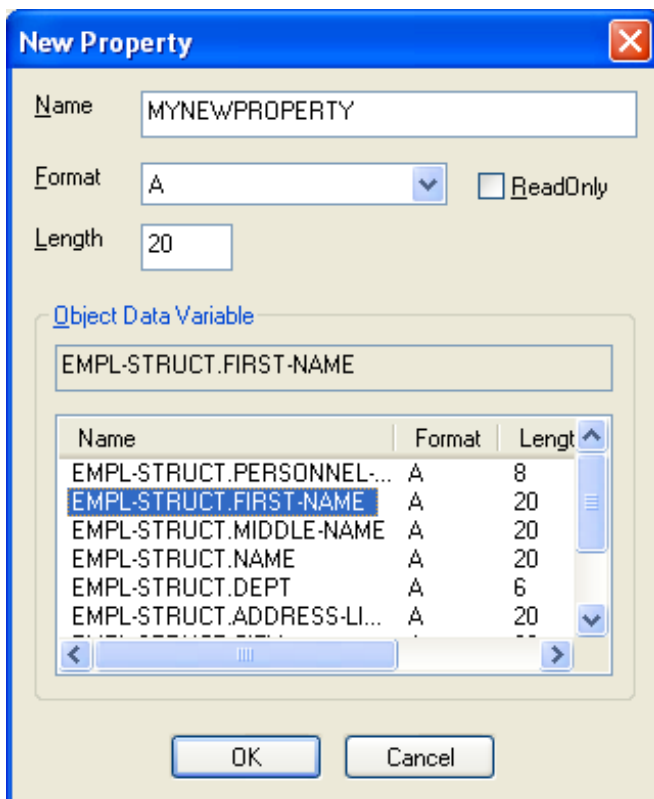 New Property
Name MYNEWPROPERTY
Format A ReadOnly
Length 20
Object Data Variable
EMPL-STRUCT.FIRST-NAME
Name Format Lengt
EMPL-STRUCT.PERSONNEL-... A 8
EMPL-STRUCT.FIRST-NAME A 20
EMPL-STRUCT.MIDDLE-NAME A 20
EMPL-STRUCT.NAME A 20
EMPL-STRUCT.DEPT A 6
EMPL-STRUCT.ADDRESS-LI... A 20
OK Cancel